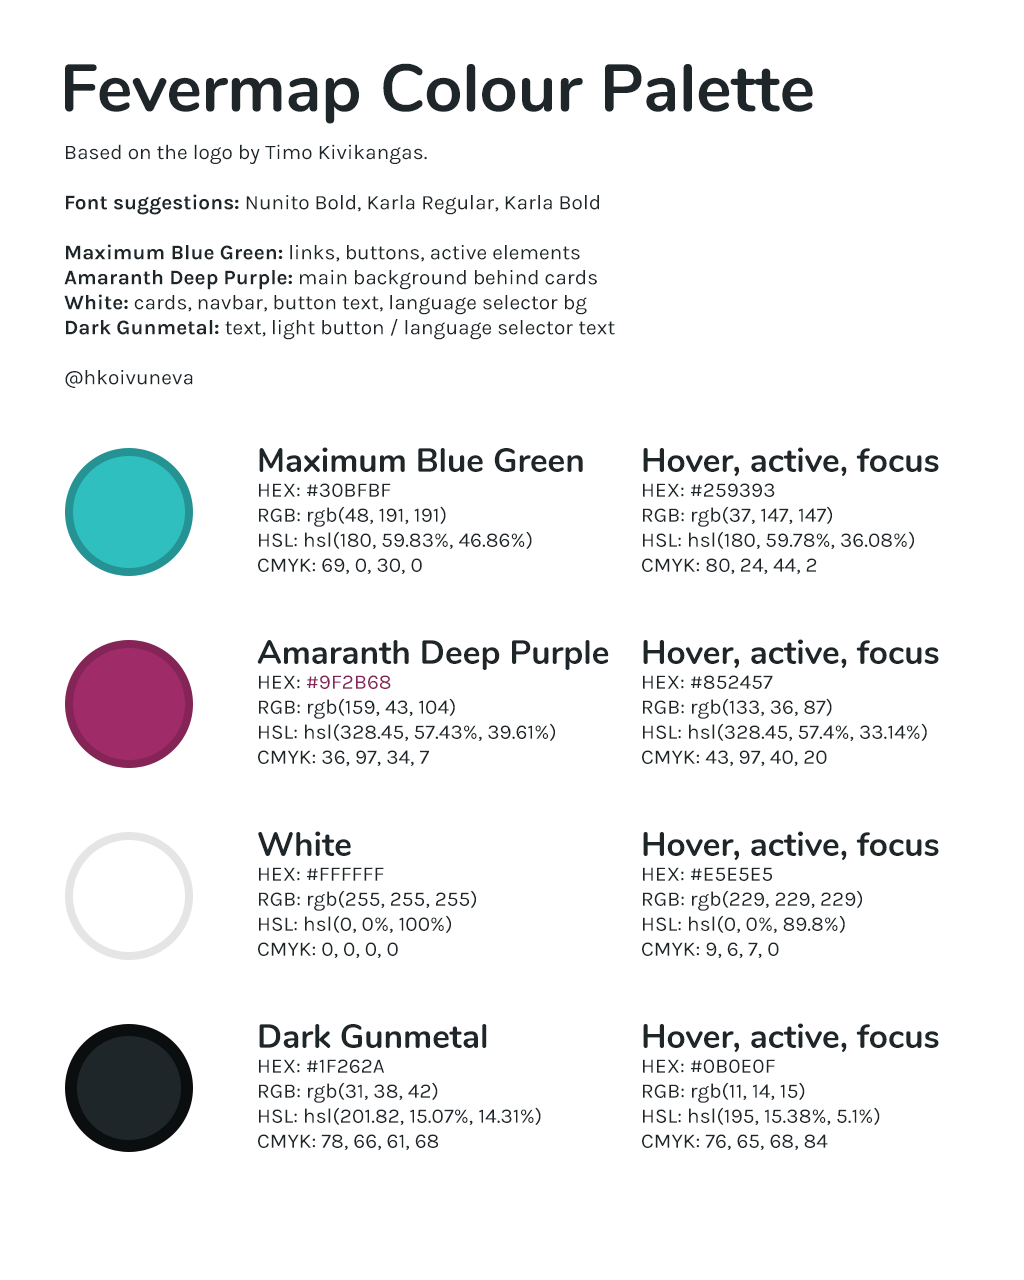 Fevermap Colour Palette
Based on the logo by Timo Kivikangas.
Font suggestions: Nunito Bold, Karla Regular, Karla Bold
Maximum Blue Green: links, buttons, active elements
Amaranth Deep Purple: main background behind cards
White: cards, navbar, button text, language selector bg
Dark Gunmetal: text, light button / language selector text
@hkoivuneva
Maximum Blue Green
HEX: #30BFBF
RGB: rgb(48, 191, 191)
HSL: hsl(180, 59.83%, 46.86%)
CMYK: 69, 0, 30, 0
Hover, active, focus
HEX: #259393
RGB: rgb(37, 147, 147)
HSL: hsl(180, 59.78%, 36.08%)
CMYK: 80, 24, 44, 2
Amaranth Deep Purple
HEX: #9F2B68
RGB: rgb(159, 43, 104)
HSL: hsl(328.45, 57.43%, 39.61%)
CMYK: 36, 97, 34, 7
Hover, active, focus
HEX: #852457
RGB: rgb(133, 36, 87)
HSL: hsl(328.45, 57.4%, 33.14%)
CMYK: 43, 97, 40, 20
White
HEX: #FFFFFF
RGB: rgb(255, 255, 255)
HSL: hsl(0, 0%, 100%)
CMYK: 0, 0, 0, 0
Hover, active, focus
HEX: #E5E5E5
RGB: rgb(229, 229, 229)
HSL: hsl(0, 0%, 89.8%)
CMYK: 9, 6, 7, 0
Dark Gunmetal
HEX: #1F262A
RGB: rgb(31, 38, 42)
HSL: hsl(201.82, 15.07%, 14.31%)
CMYK: 78, 66, 61, 68
Hover, active, focus
HEX: #0B0E0F
RGB: rgb(11, 14, 15)
HSL: hsl(195, 15.38%, 5.1%)
CMYK: 76, 65, 68, 84